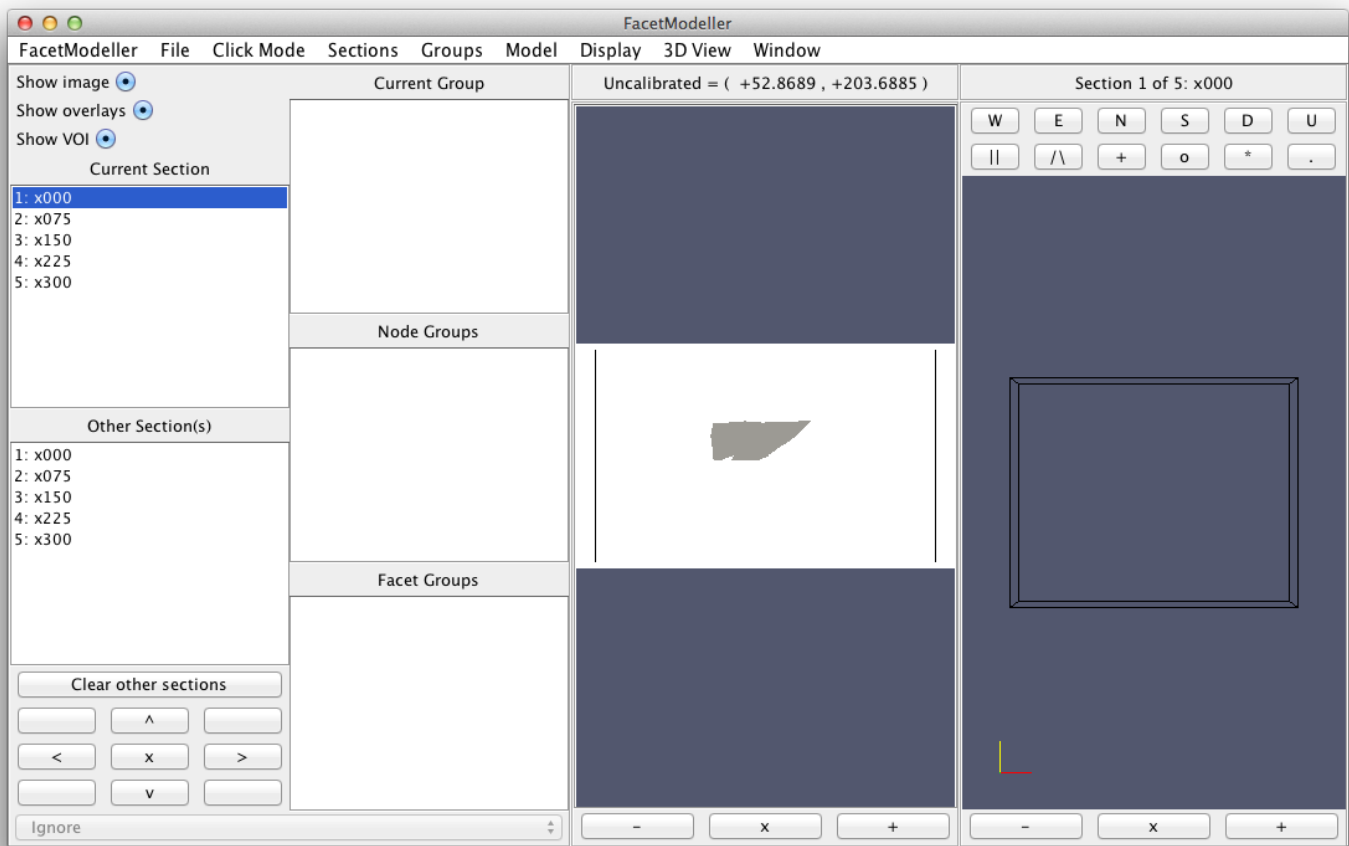 FacetModeller
FacetModeller File Click Mode Sections Groups Model Display 3D View Window
Show image
Show overlays
Show VOI
Current Section
1: x000
2: x075
3: x150
4: x225
5: x300
Other Section(s)
1: x000
2: x075
3: x150
4: x225
5: x300
Clear other sections
^
< x >
v
Ignore
Current Group
Node Groups
Facet Groups
Uncalibrated = ( +52.8689 , +203.6885 )
- x +
Section 1 of 5: x000
W E N S D U
|| /\ + o * .
- x +